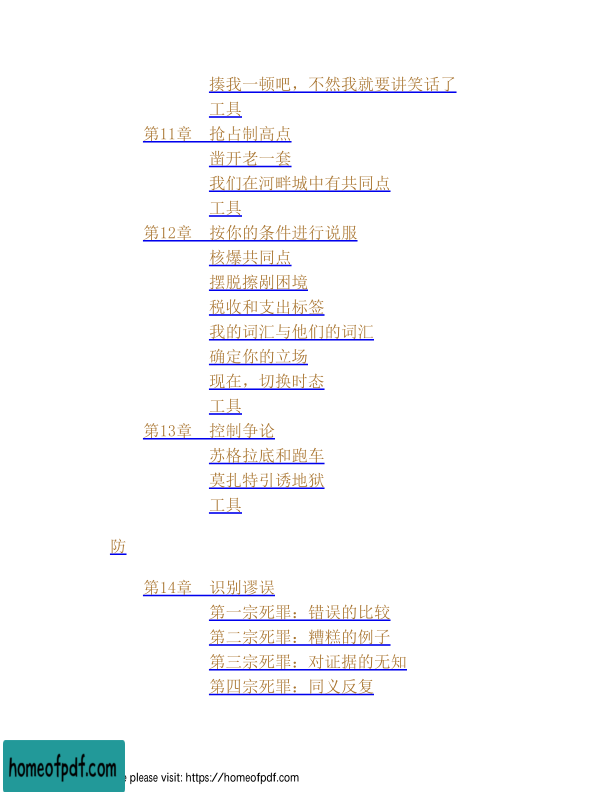 揍我一顿吧，不然我就要讲笑话了
工具
第11章　抢占制高点
凿开老一套
我们在河畔城中有共同点
工具
第12章　按你的条件进行说服
核爆共同点
摆脱擦剐困境
税收和支出标签
我的词汇与他们的词汇
确定你的立场
现在，切换时态
工具
第13章　控制争论
苏格拉底和跑车
莫扎特引诱地狱
工具
防
第14章　识别谬误
第一宗死罪：错误的比较
第二宗死罪：糟糕的例子
第三宗死罪：对证据的无知
第四宗死罪：同义反复
homeofpdf.com
e please visit: https://homeofpdf.com